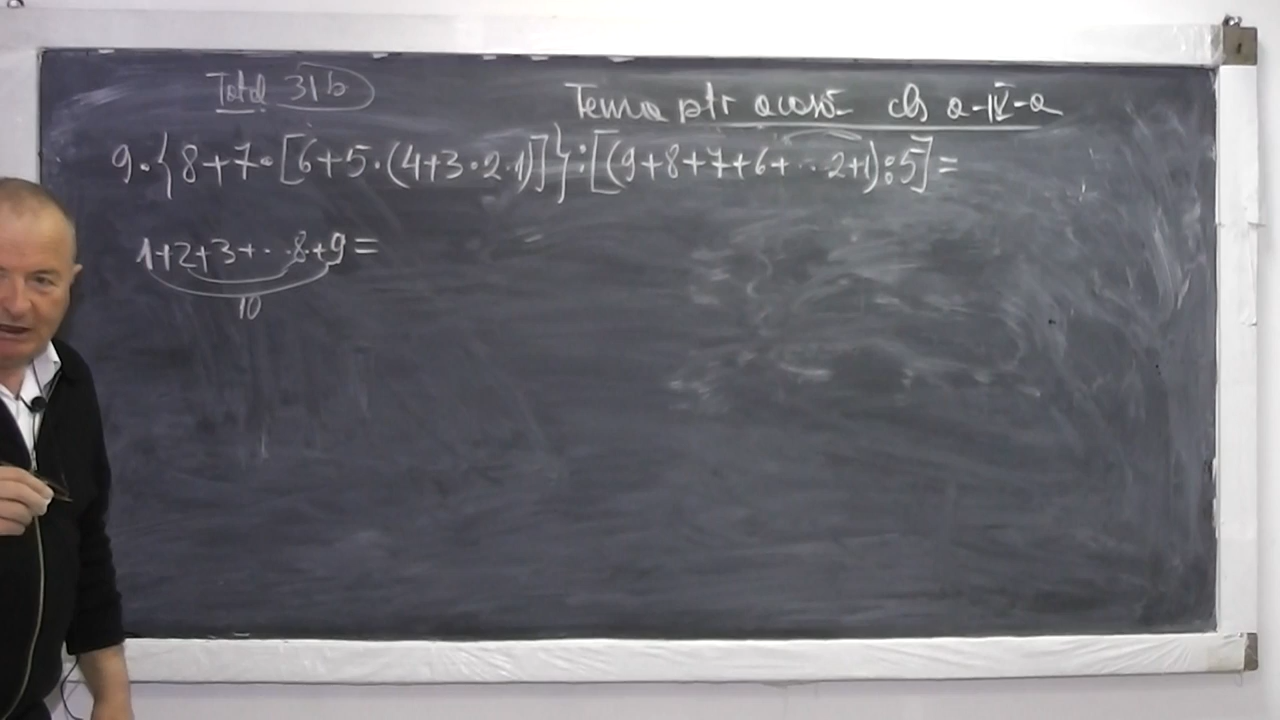 Total 31b
Tema ptr acasă cls a-IV-a
9·{8+7·[6+5·(4+3·2·1)]}:[(9+8+7+6+···2+1):5]=
1+2+3+···8+9=
10